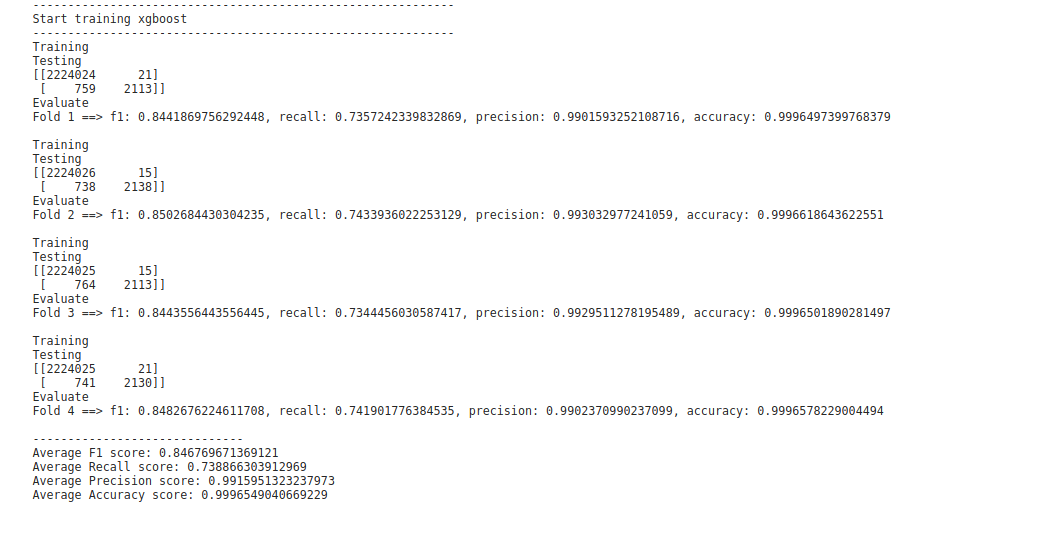 ------------------------------------------------------------
Start training xgboost
------------------------------------------------------------
Training
Testing
[[2224024      21]
 [    759    2113]]
Evaluate
Fold 1 ==> f1: 0.8441869756292448, recall: 0.7357242339832869, precision: 0.9901593252108716, accuracy: 0.9996497399768379

Training
Testing
[[2224026      15]
 [    738    2138]]
Evaluate
Fold 2 ==> f1: 0.8502684430304235, recall: 0.7433936022253129, precision: 0.993032977241059, accuracy: 0.9996618643622551

Training
Testing
[[2224025      15]
 [    764    2113]]
Evaluate
Fold 3 ==> f1: 0.8443556443556445, recall: 0.7344456030587417, precision: 0.9929511278195489, accuracy: 0.9996501890281497

Training
Testing
[[2224025      21]
 [    741    2130]]
Evaluate
Fold 4 ==> f1: 0.8482676224611708, recall: 0.741901776384535, precision: 0.9902370990237099, accuracy: 0.9996578229004494

------------------------------
Average F1 score: 0.846769671369121
Average Recall score: 0.738866303912969
Average Precision score: 0.9915951323237973
Average Accuracy score: 0.9996549040669229